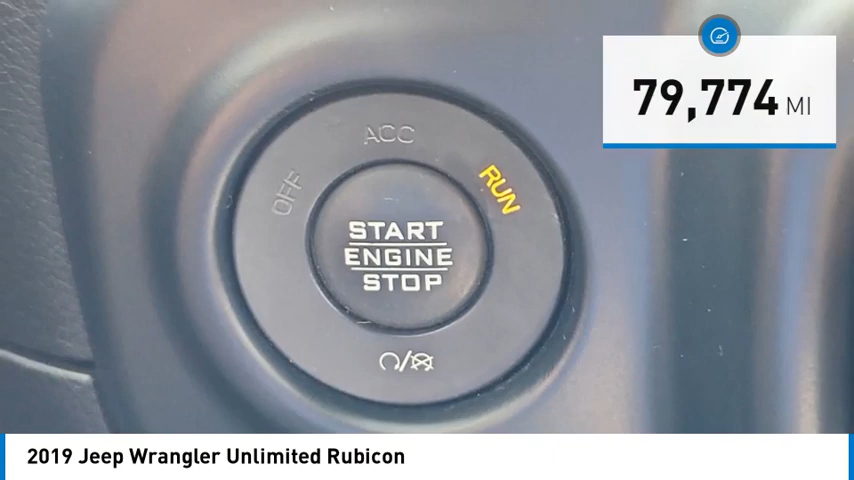 79,774 MI
ACC
OFF
RUN
START
ENGINE
STOP
2019 Jeep Wrangler Unlimited Rubicon